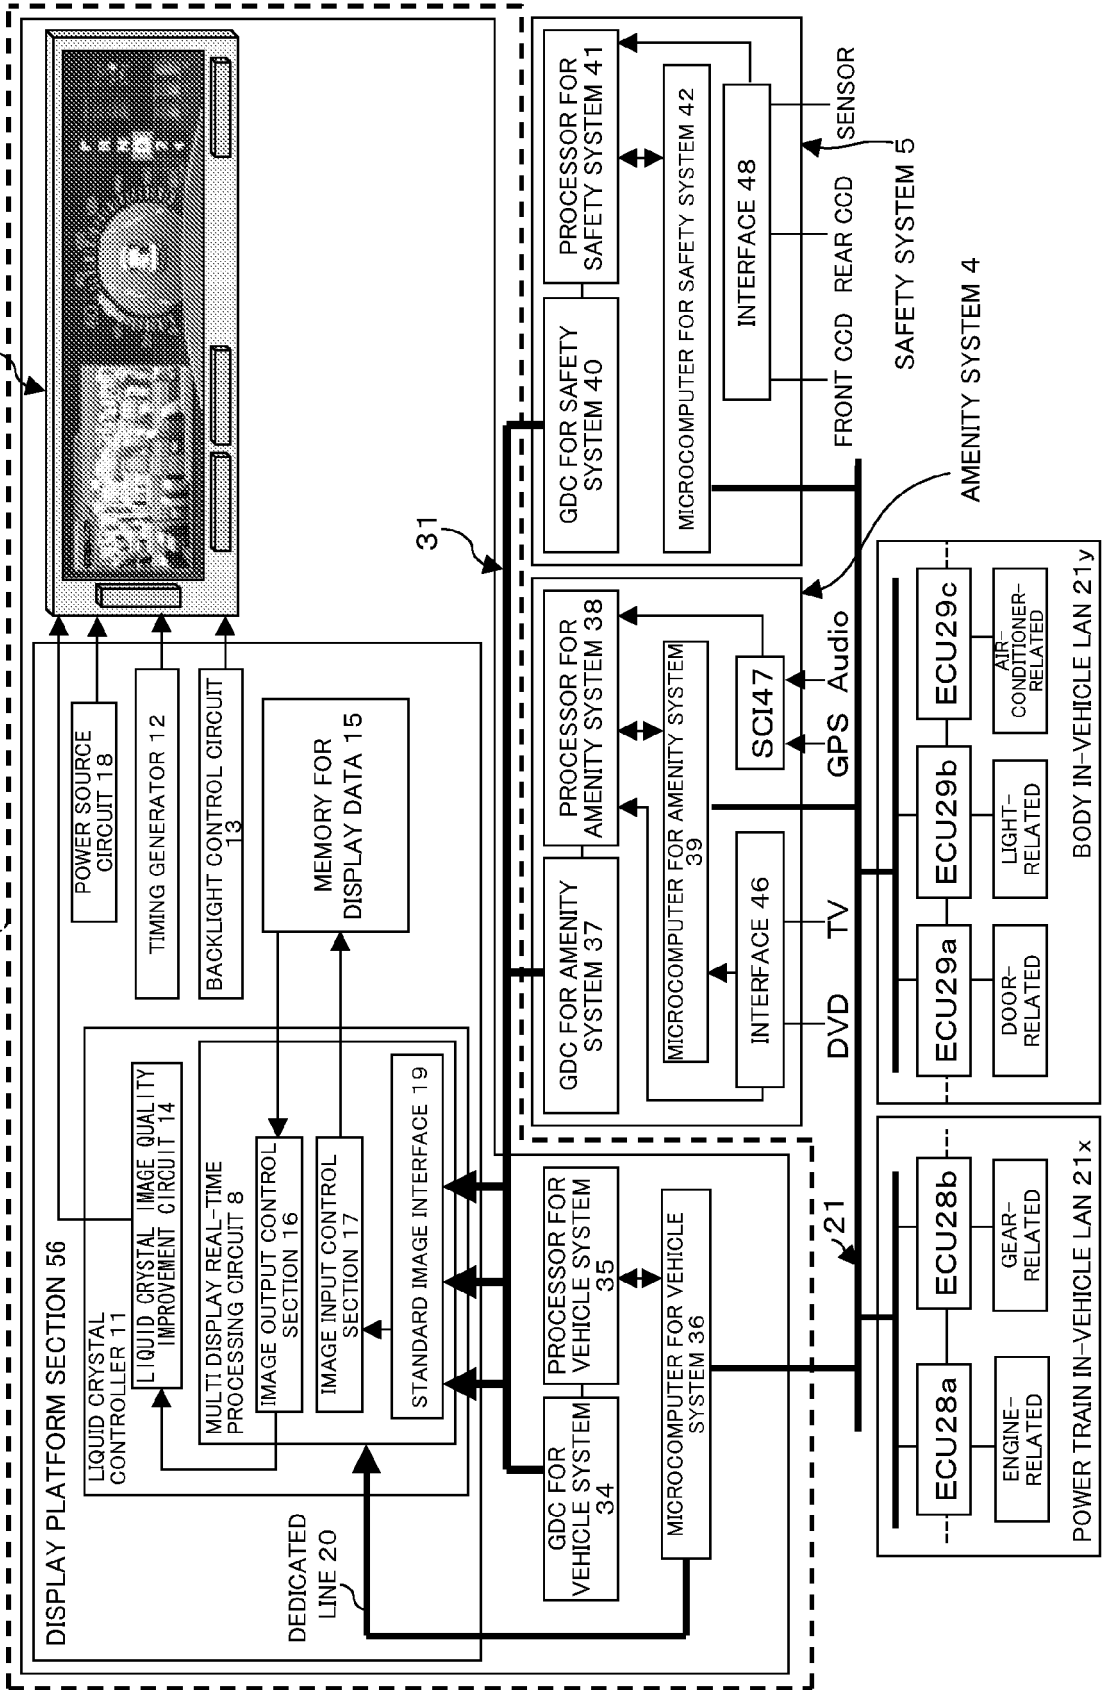 DISPLAY PLATFORM SECTION 56
LIQUID CRYSTAL
CONTROLLER 11
LIQUID CRYSTAL IMAGE QUALITY
IMPROVEMENT CIRCUIT 14
MULTI DISPLAY REAL-TIME
PROCESSING CIRCUIT 8
IMAGE OUTPUT CONTROL
SECTION 16
IMAGE INPUT CONTROL
SECTION 17
STANDARD IMAGE INTERFACE 19
POWER SOURCE
CIRCUIT 18
TIMING GENERATOR 12
BACKLIGHT CONTROL CIRCUIT
13
MEMORY FOR
DISPLAY DATA 15
DEDICATED
LINE 20
31
GDC FOR
VEHICLE SYSTEM
34
PROCESSOR FOR
VEHICLE SYSTEM
35
MICROCOMPUTER FOR VEHICLE
SYSTEM 36
GDC FOR AMENITY
SYSTEM 37
PROCESSOR FOR
AMENITY SYSTEM 38
MICROCOMPUTER FOR AMENITY SYSTEM
39
INTERFACE 46
SCI47
DVD
TV
GPS
Audio
GDC FOR SAFETY
SYSTEM 40
PROCESSOR FOR
SAFETY SYSTEM 41
MICROCOMPUTER FOR SAFETY SYSTEM 42
INTERFACE 48
FRONT CCD
REAR CCD
SENSOR
SAFETY SYSTEM 5
AMENITY SYSTEM 4
21
ECU28a
ECU28b
ENGINE-
RELATED
GEAR-
RELATED
POWER TRAIN IN-VEHICLE LAN 21x
ECU29a
ECU29b
ECU29c
DOOR-
RELATED
LIGHT-
RELATED
AIR-
CONDITIONER-
RELATED
BODY IN-VEHICLE LAN 21y